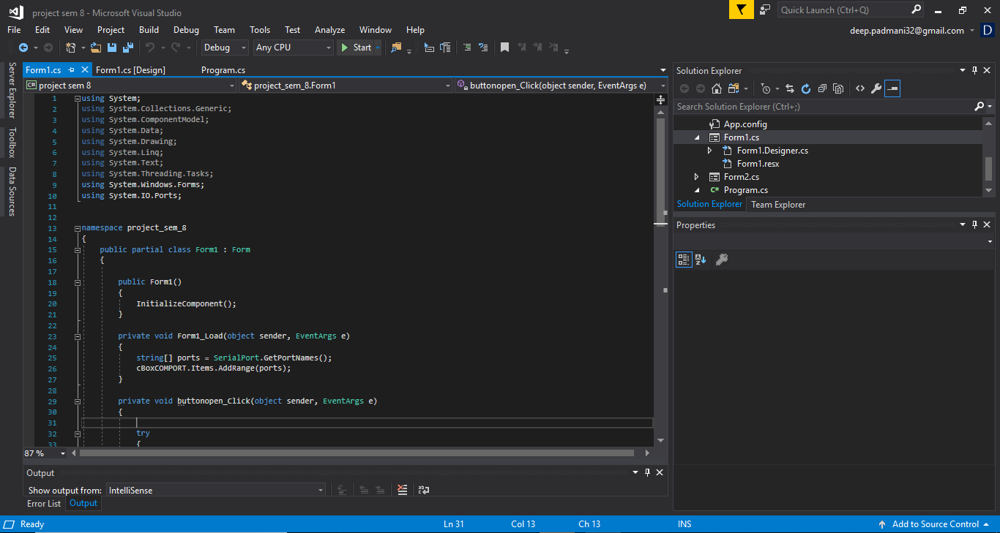 project sem 8 - Microsoft Visual Studio
Quick Launch (Ctrl+Q)
File Edit View Project Build Debug Team Tools Test Analyze Window Help
deep.padmani32@gmail.com D
Debug Any CPU Start
Server Explorer
Toolbox
Data Sources
Form1.cs Form1.cs [Design] Program.cs
C# project sem 8 project_sem_8.Form1 buttonopen_Click(object sender, EventArgs e)
1 using System;
2 using System.Collections.Generic;
3 using System.ComponentModel;
4 using System.Data;
5 using System.Drawing;
6 using System.Linq;
7 using System.Text;
8 using System.Threading.Tasks;
9 using System.Windows.Forms;
10 using System.IO.Ports;
11
12
13 namespace project_sem_8
14 {
15 public partial class Form1 : Form
16 {
17
18 public Form1()
19 {
20 InitializeComponent();
21 }
22
23 private void Form1_Load(object sender, EventArgs e)
24 {
25 string[] ports = SerialPort.GetPortNames();
26 cBoxCOMPORT.Items.AddRange(ports);
27 }
28
29 private void buttonopen_Click(object sender, EventArgs e)
30 {
31
32 try
33 {
87 %
Output
Show output from: IntelliSense
Error List Output
Solution Explorer
Search Solution Explorer (Ctrl+;)
App.config
Form1.cs
Form1.Designer.cs
Form1.resx
Form2.cs
C# Program.cs
Solution Explorer Team Explorer
Properties
Ready Ln 31 Col 13 Ch 13 INS Add to Source Control